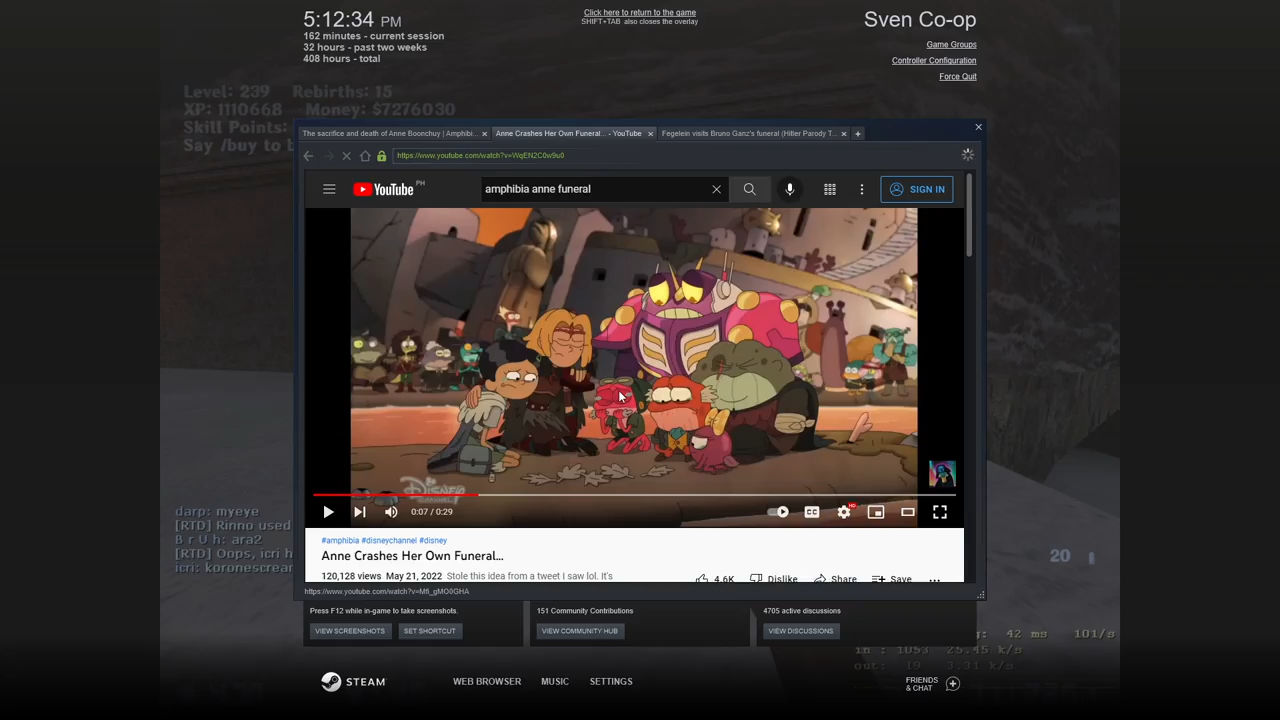 5:12:34 PM
162 minutes - current session
32 hours - past two weeks
408 hours - total
Click here to return to the game
SHIFT+TAB also closes the overlay
Sven Co-op
Game Groups
Controller Configuration
Force Quit
Level: 239 Rebirths: 15
XP: 1110668 Money: $7276030
Skill Points:
Say /buy to b
The sacrifice and death of Anne Boonchuy | Amphibi...
Anne Crashes Her Own Funeral... - YouTube
Fegelein visits Bruno Ganz's funeral (Hitler Parody T...
https://www.youtube.com/watch?v=WqEN2C0w9u0
YouTube PH
amphibia anne funeral
SIGN IN
Disney
CHANNEL
0:07 / 0:29
CC
HD
#amphibia #disneychannel #disney
Anne Crashes Her Own Funeral...
120,128 views May 21, 2022 Stole this idea from a tweet I saw lol. It's
4.6K Dislike Share Save ...
https://www.youtube.com/watch?v=Mfi_gMO0GHA
darp: myeye
[RTD] Rinno used
B r U h: ara2
[RTD] Oops, icri h
icri: koronescrear
20
Press F12 while in-game to take screenshots.
VIEW SCREENSHOTS
SET SHORTCUT
151 Community Contributions
VIEW COMMUNITY HUB
4705 active discussions
VIEW DISCUSSIONS
g: 42 ms 101/s
in : 1053 25.45 k/s
out: 19 3.31 k/s
STEAM
WEB BROWSER
MUSIC
SETTINGS
FRIENDS
& CHAT